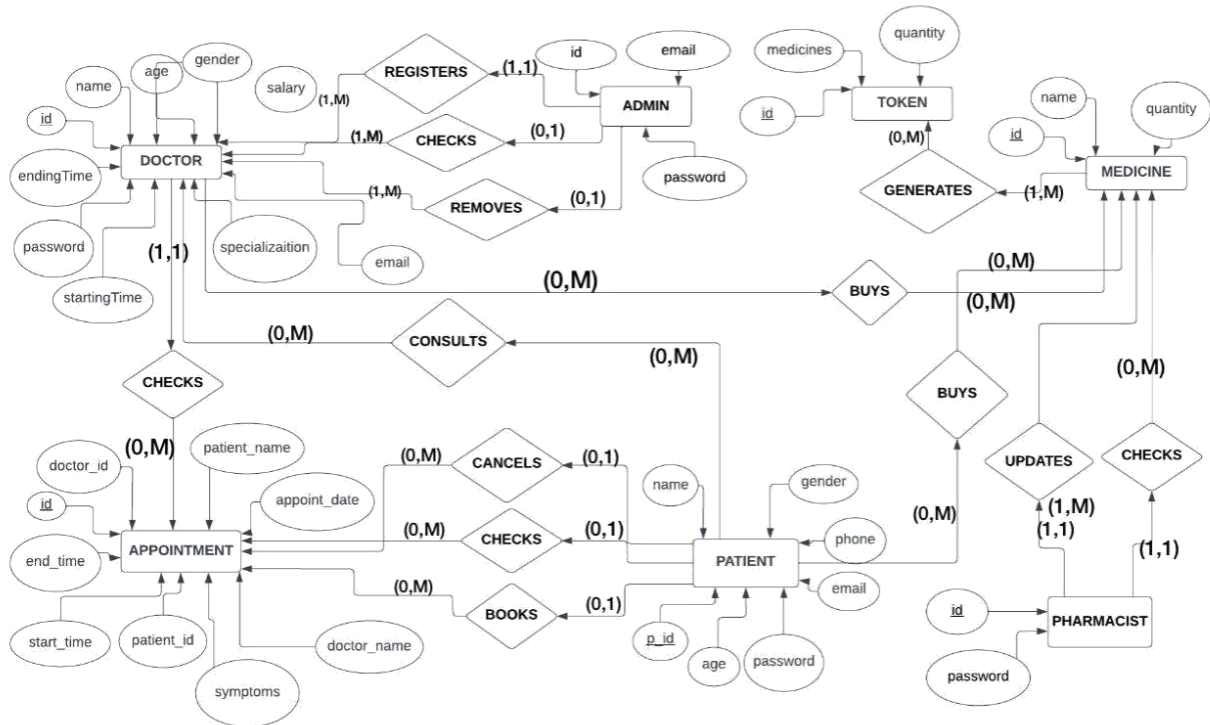 quantity
medicines
gender
age
name
salary
REGISTERS
(1,1)
(1,M)
id
email
ADMIN
TOKEN
id
(0,M)
name
quantity
id
id
DOCTOR
(1,M)
CHECKS
(0,1)
password
MEDICINE
endingTime
(1,M)
REMOVES
(0,1)
GENERATES
(1,M)
password
(1,1)
specializaition
email
startingTime
(0,M)
BUYS
(0,M)
(0,M)
(0,M)
CONSULTS
(0,M)
CHECKS
BUYS
(0,M)
(0,M)
patient_name
doctor_id
(0,M)
CANCELS
(0,1)
name
gender
UPDATES
CHECKS
id
appoint_date
(0,M)
(1,M)
(1,1)
(1,1)
APPOINTMENT
(0,M)
CHECKS
(0,1)
phone
PATIENT
end_time
(0,M)
BOOKS
(0,1)
email
start_time
patient_id
doctor_name
p_id
age
password
id
PHARMACIST
password
symptoms